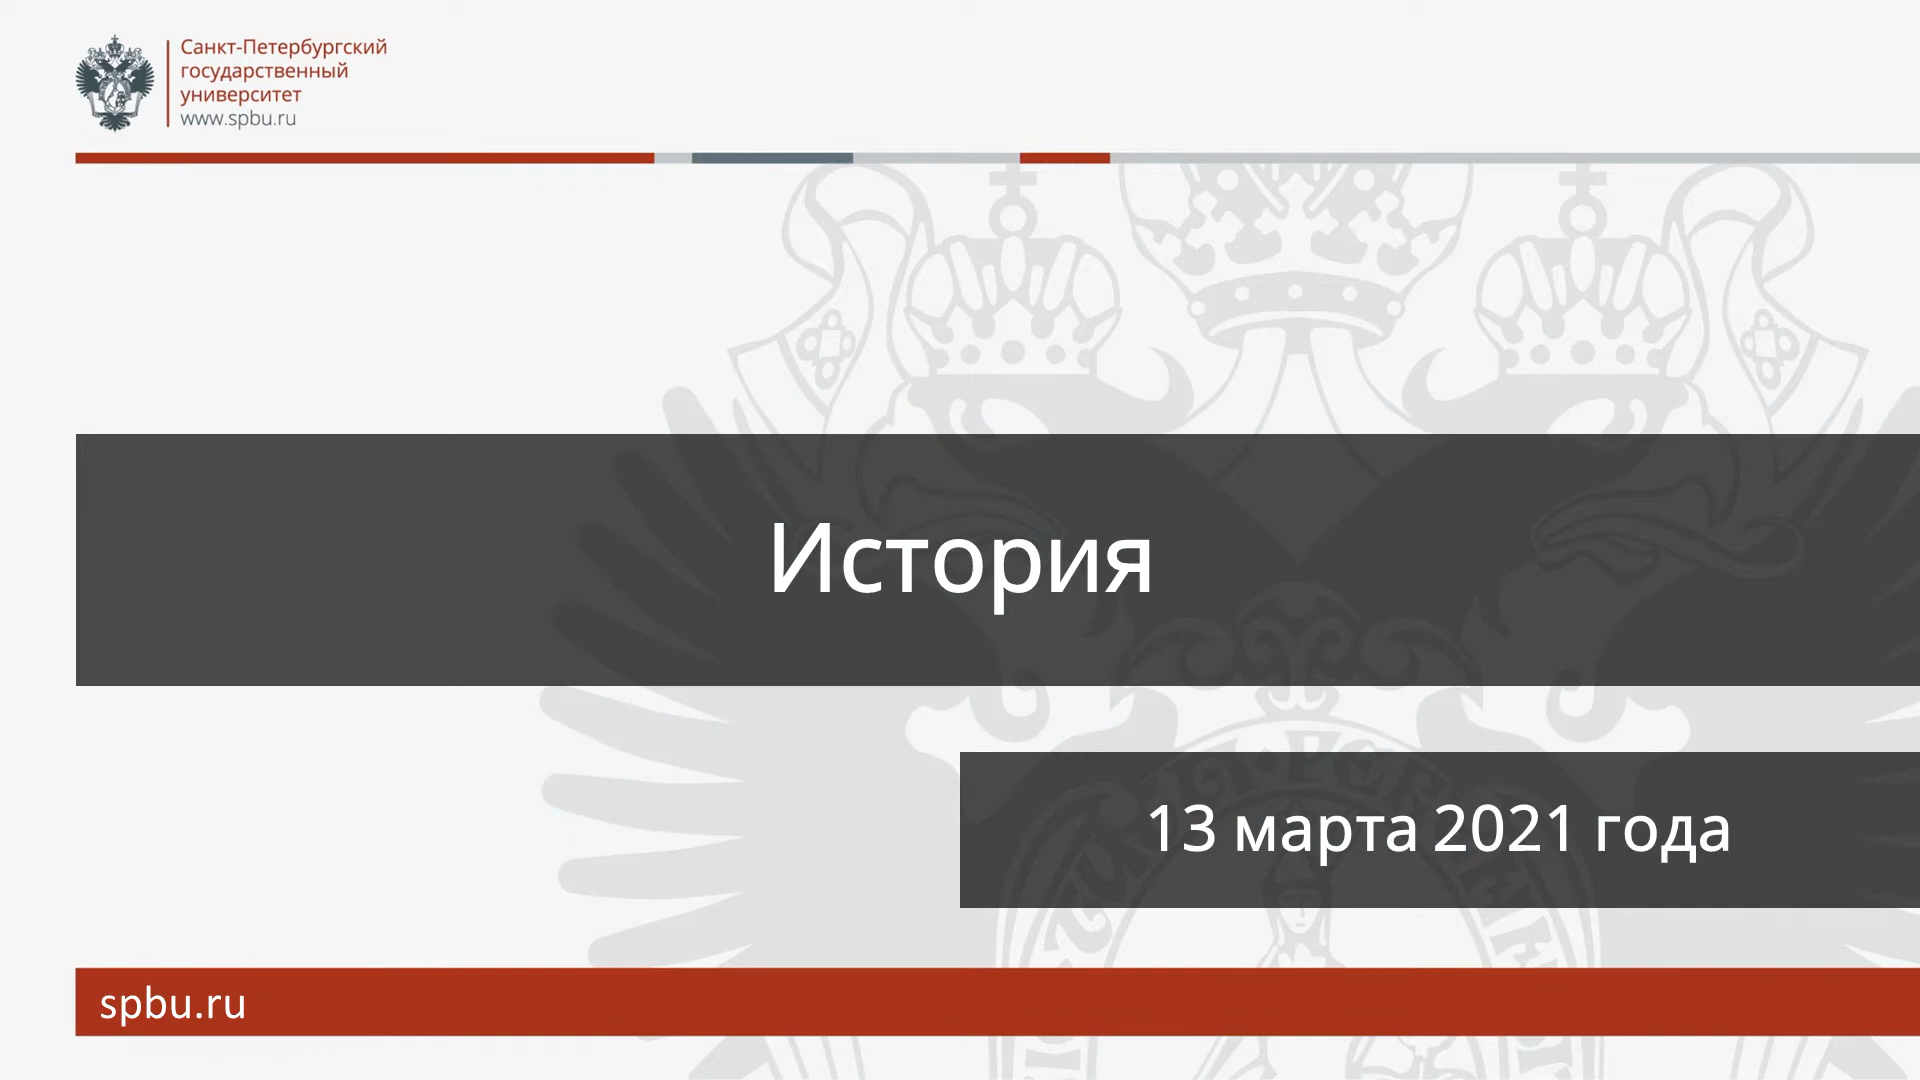 Санкт-Петербургский
государственный
университет
www.spbu.ru
История
13 марта 2021 года
spbu.ru